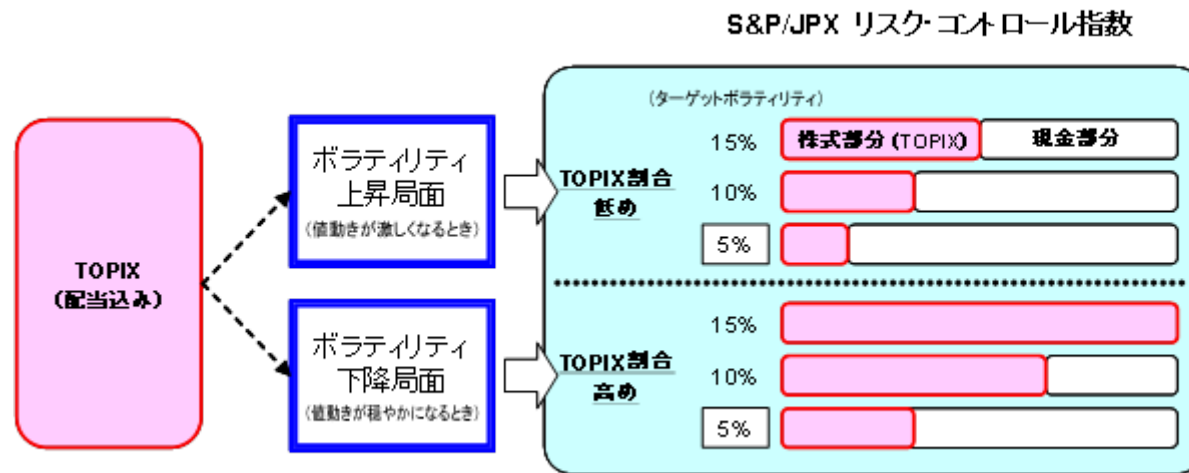 S&P/JPX リスク・コントロール指数
(ターゲットボラティリティ)
TOPIX
(配当込み)
ボラティリティ
上昇局面
(値動きが激しくなるとき)
TOPIX割合
低め
15%
株式部分 (TOPIX)
現金部分
10%
5%
ボラティリティ
下降局面
(値動きが穏やかになるとき)
TOPIX割合
高め
15%
10%
5%